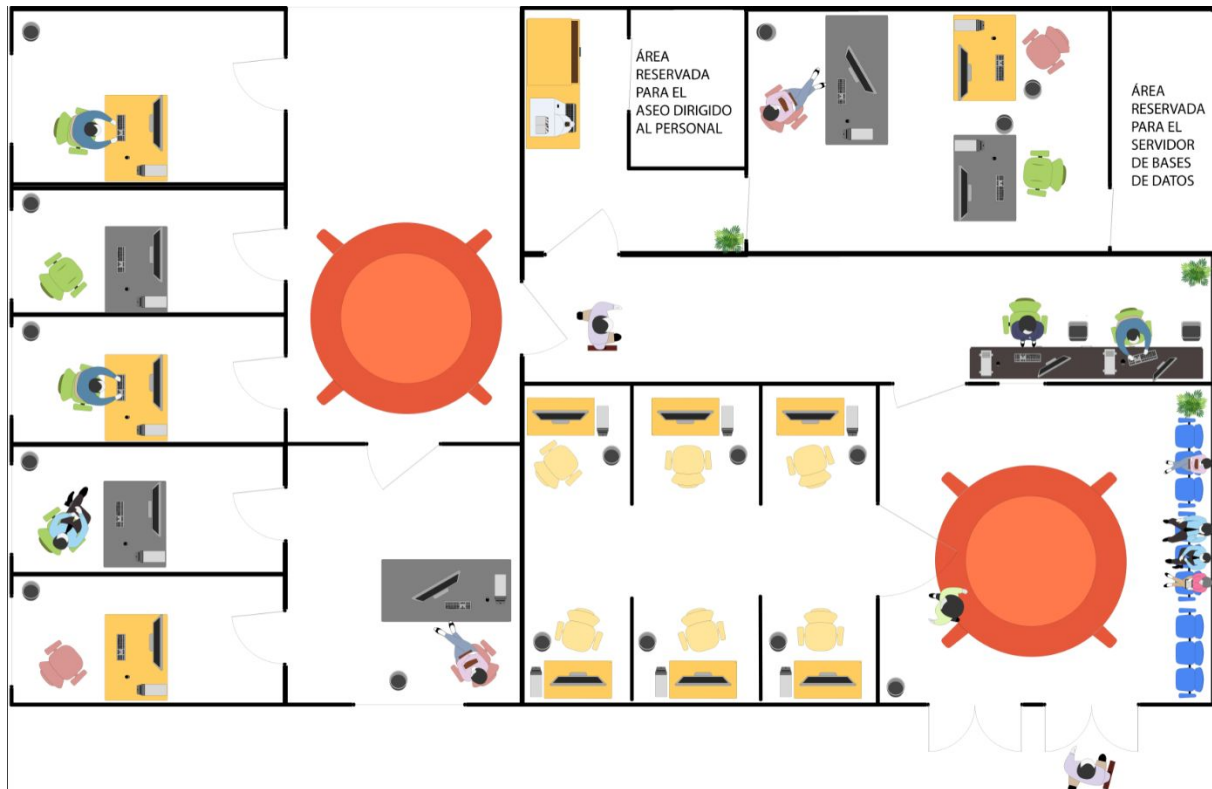 ÁREA
RESERVADA
PARA EL
ASEO DIRIGIDO
AL PERSONAL
ÁREA
RESERVADA
PARA EL
SERVIDOR
DE BASES
DE DATOS